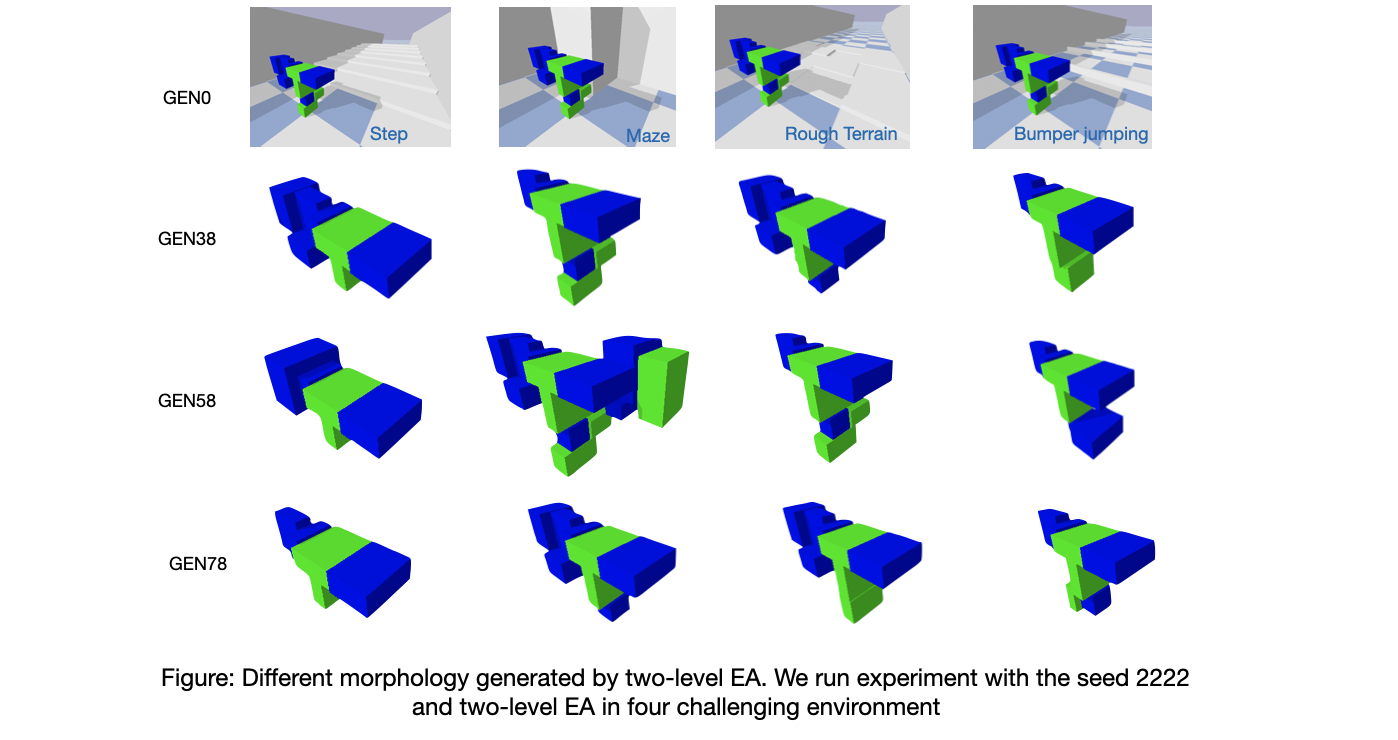 GEN0
Step
Maze
Rough Terrain
Bumper jumping
GEN38
GEN58
GEN78
Figure: Different morphology generated by two-level EA. We run experiment with the seed 2222
and two-level EA in four challenging environment